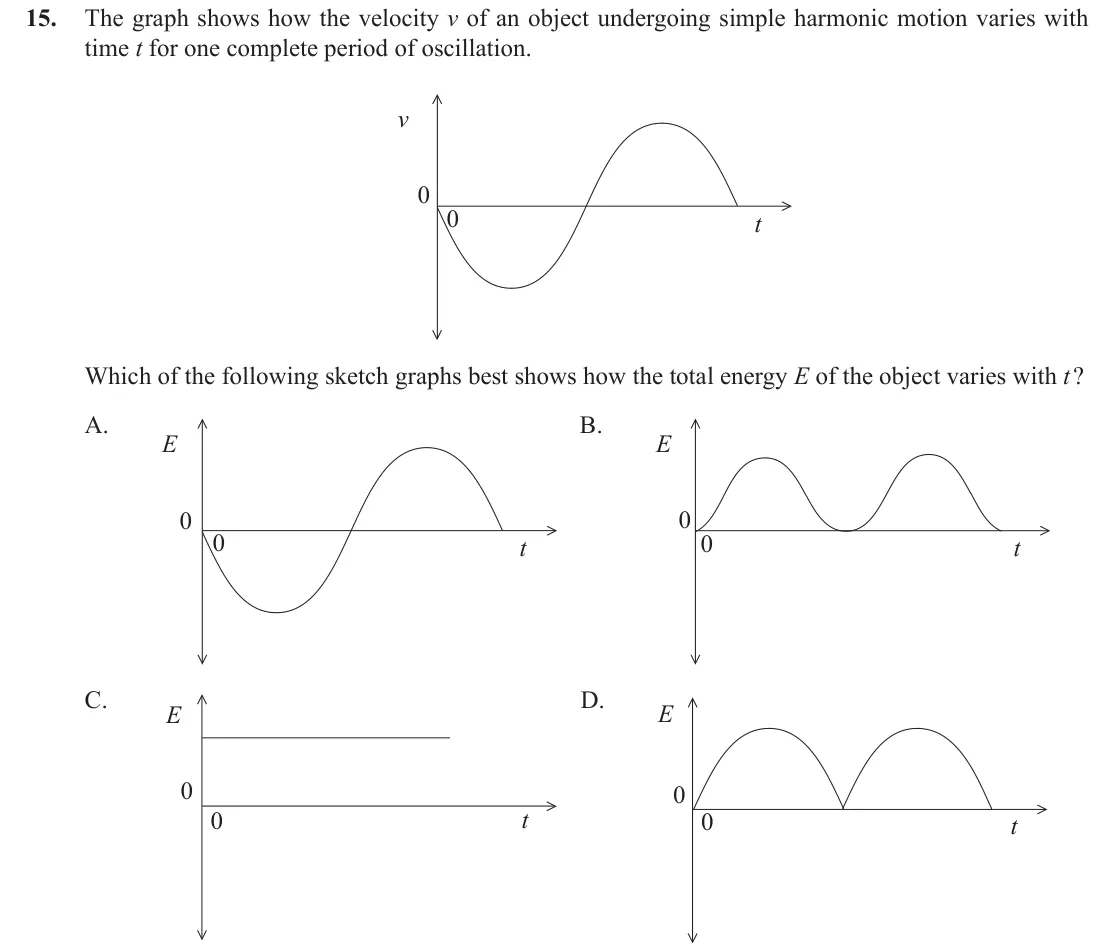 15. The graph shows how the velocity v of an object undergoing simple harmonic motion varies with
time t for one complete period of oscillation.
v
0
0
t
Which of the following sketch graphs best shows how the total energy E of the object varies with t?
A.
E
0
0
t
B.
E
0
0
t
C.
E
0
0
t
D.
E
0
0
t